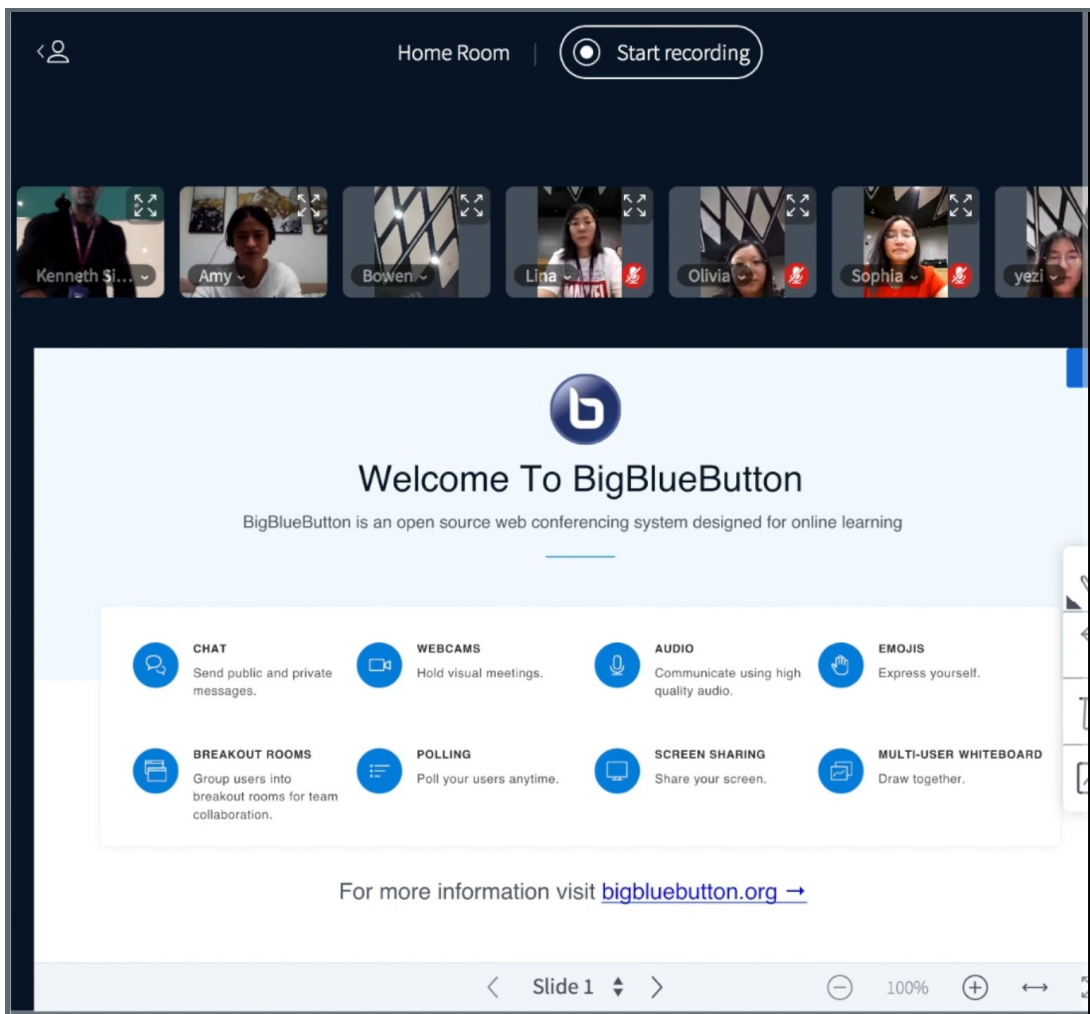 Home Room
Start recording
Kenneth Si...
Amy
Bowen
Lina
Olivia
Sophia
yezi
Welcome To BigBlueButton
BigBlueButton is an open source web conferencing system designed for online learning
CHAT
Send public and private
messages.
WEBCAMS
Hold visual meetings.
AUDIO
Communicate using high
quality audio.
EMOJIS
Express yourself.
BREAKOUT ROOMS
Group users into
breakout rooms for team
collaboration.
POLLING
Poll your users anytime.
SCREEN SHARING
Share your screen.
MULTI-USER WHITEBOARD
Draw together.
For more information visit bigbluebutton.org →
Slide 1
100%